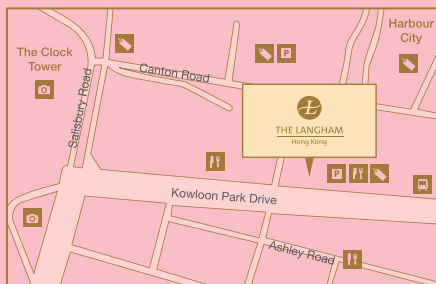 Harbour
City
The Clock
Tower
P
Canton Road
Salisbury Road
THE LANGHAM
Hong Kong
P
Kowloon Park Drive
Ashley Road